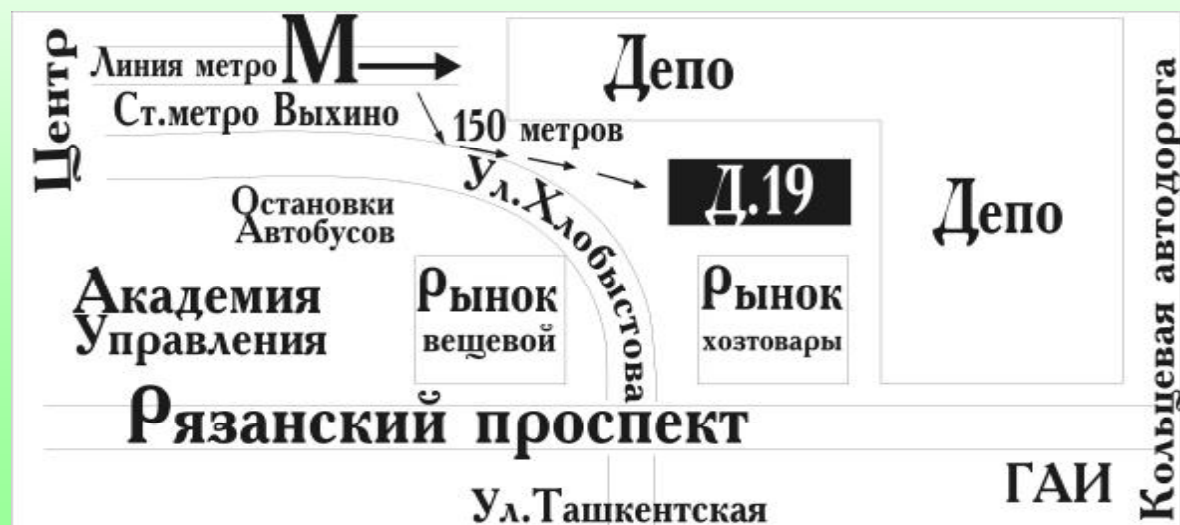 Центр
Линия метро М
Ст.метро Выхино
Депо
150 метров
Ул.Хлобыстова
Д.19
Депо
Остановки
Автобусов
Академия
Управления
Рынок
вещевой
Рынок
хозтовары
Рязанский проспект
Ул.Ташкентская
ГАИ
Кольцевая автодорога